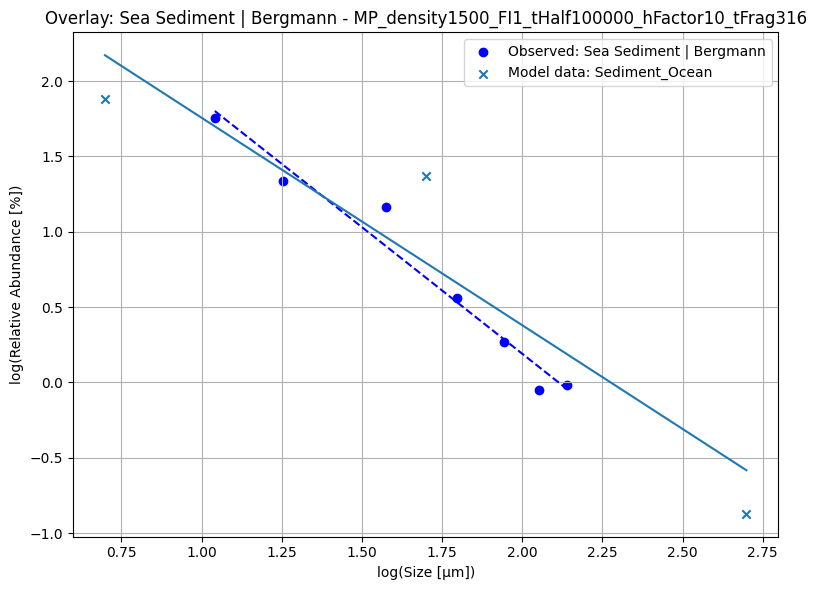 Overlay: Sea Sediment | Bergmann - MP_density1500_FI1_tHalf100000_hFactor10_tFrag316
Observed: Sea Sediment | Bergmann
Model data: Sediment_Ocean
log(Relative Abundance [%])
2.0
1.5
1.0
0.5
0.0
−0.5
−1.0
0.75 1.00 1.25 1.50 1.75 2.00 2.25 2.50 2.75
log(Size [μm])